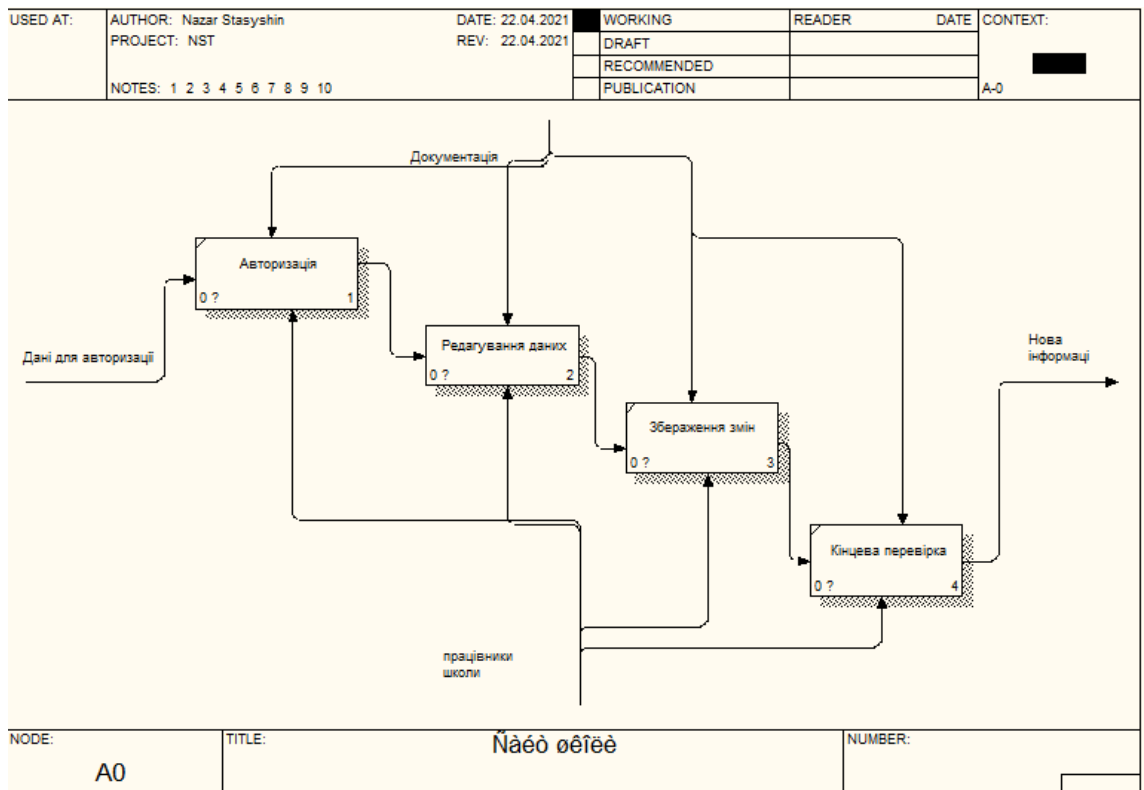 USED AT:
AUTHOR: Nazar Stasyshin
DATE: 22.04.2021
WORKING
READER
DATE
CONTEXT:
PROJECT: NST
REV: 22.04.2021
DRAFT
RECOMMENDED
NOTES: 1 2 3 4 5 6 7 8 9 10
PUBLICATION
A-0
Документація
Авторизація
0 ?
1
Дані для авторизації
Редагування даних
0 ?
2
Нова
інформаці
Збераження змін
0 ?
3
Кінцева перевірка
0 ?
4
працівники
школи
NODE:
TITLE:
NUMBER:
A0
Ñàéò øêîëè